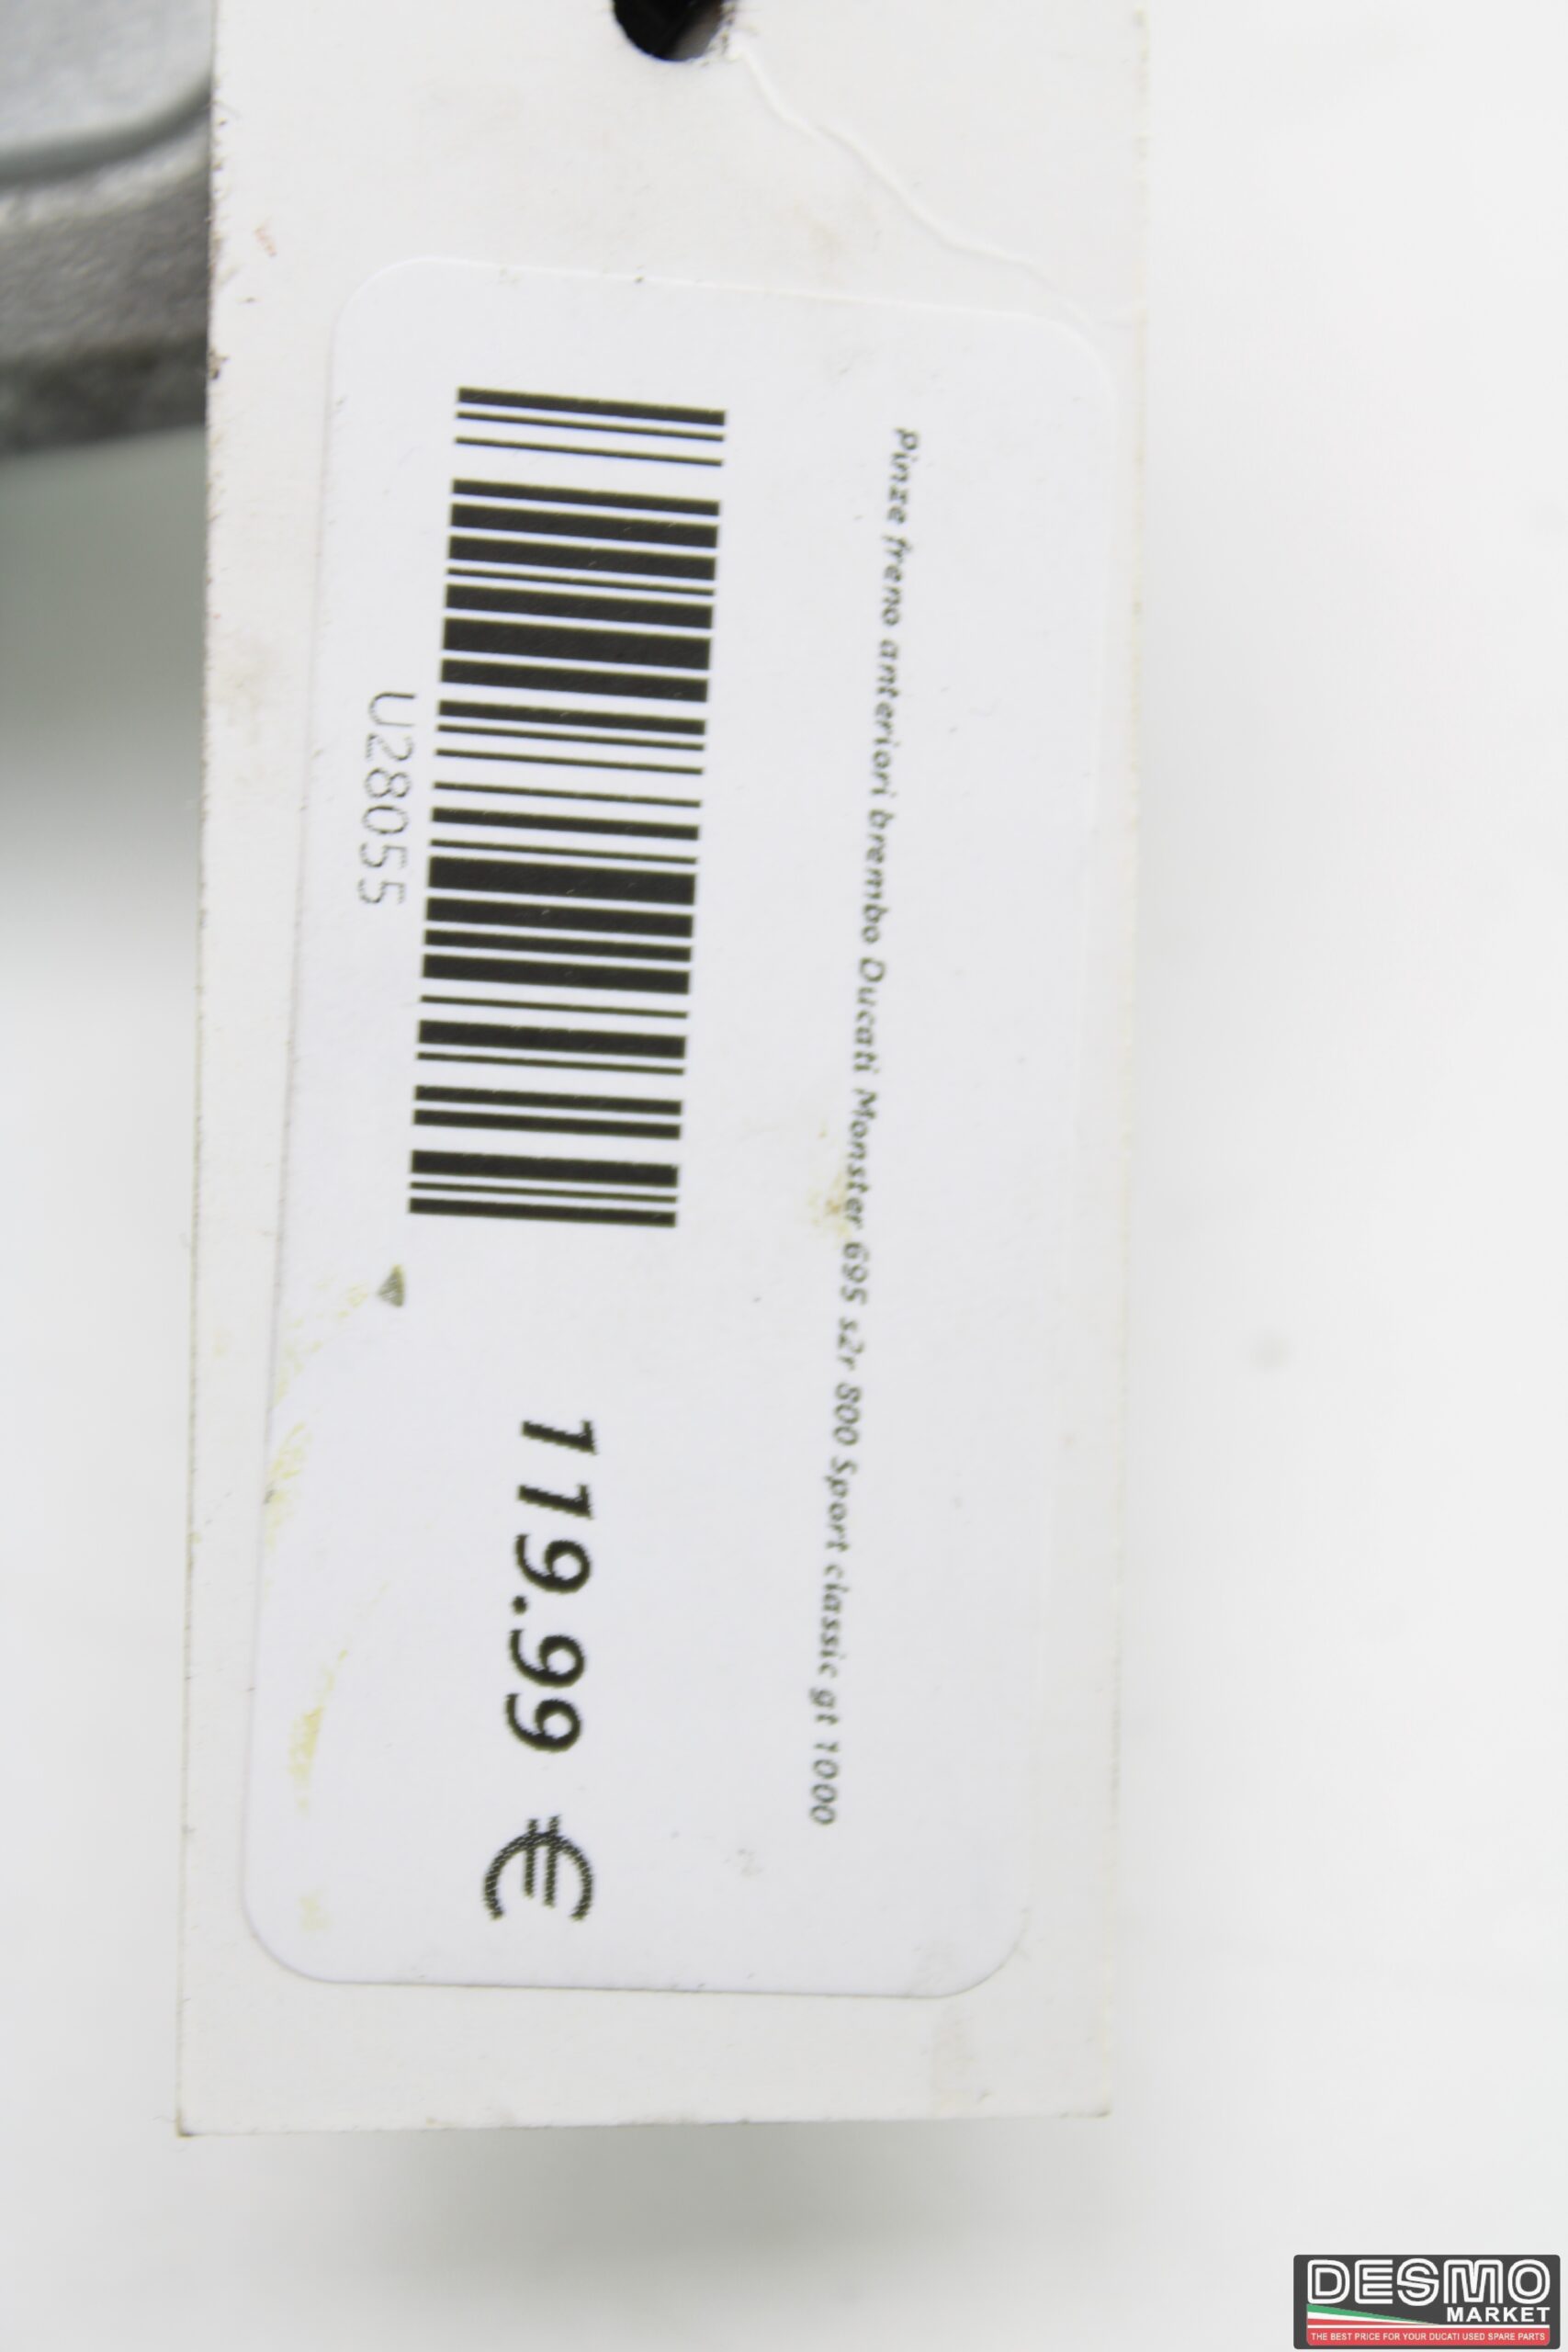 Pinze freno anteriori brembo Ducati Monster 695 s2r 800 Sport classic gt 1000
U28055
119.99 €
DESMO
MARKET
THE BEST PRICE FOR YOUR DUCATI USED SPARE PARTS